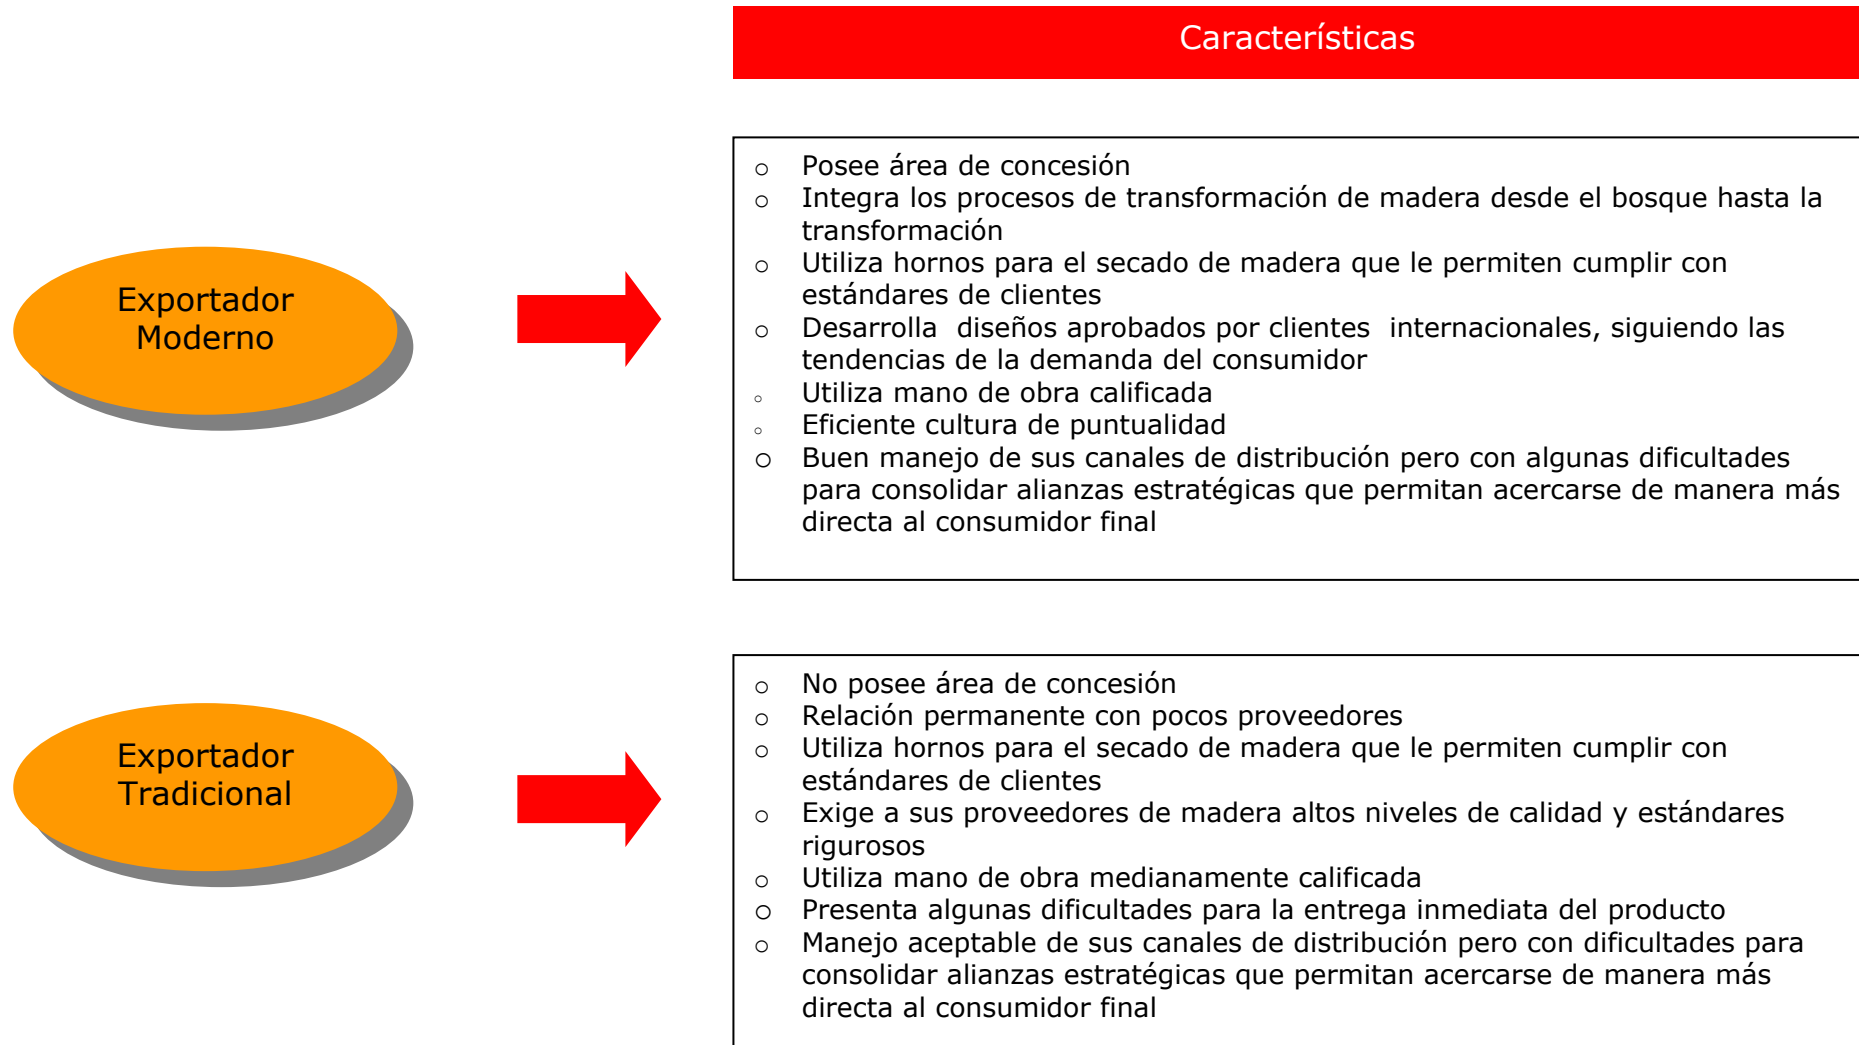 Características
Exportador
Moderno
o Posee área de concesión
o Integra los procesos de transformación de madera desde el bosque hasta la
transformación
o Utiliza hornos para el secado de madera que le permiten cumplir con
estándares de clientes
o Desarrolla  diseños aprobados por clientes  internacionales, siguiendo las
tendencias de la demanda del consumidor
o Utiliza mano de obra calificada
o Eficiente cultura de puntualidad
o Buen manejo de sus canales de distribución pero con algunas dificultades
para consolidar alianzas estratégicas que permitan acercarse de manera más
directa al consumidor final
Exportador
Tradicional
o No posee área de concesión
o Relación permanente con pocos proveedores
o Utiliza hornos para el secado de madera que le permiten cumplir con
estándares de clientes
o Exige a sus proveedores de madera altos niveles de calidad y estándares
rigurosos
o Utiliza mano de obra medianamente calificada
o Presenta algunas dificultades para la entrega inmediata del producto
o Manejo aceptable de sus canales de distribución pero con dificultades para
consolidar alianzas estratégicas que permitan acercarse de manera más
directa al consumidor final